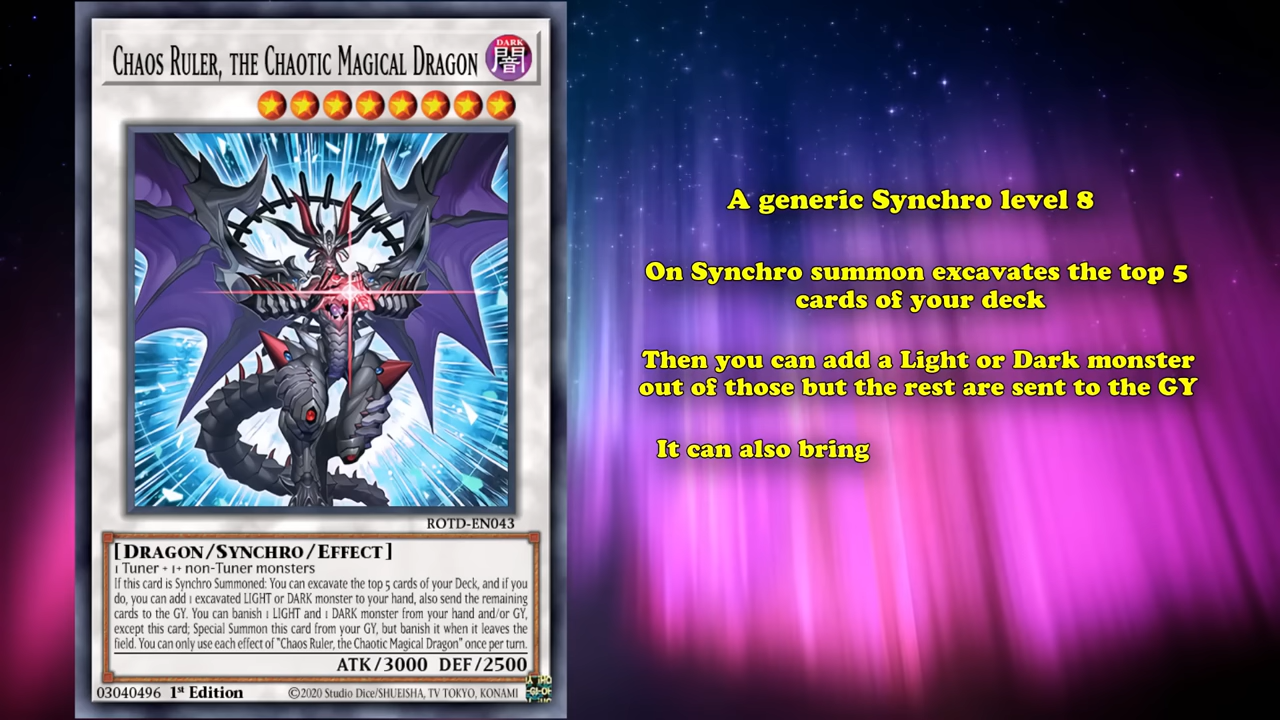 CHAOS RULER, THE CHAOTIC MAGICAL DRAGON
DARK
闇
ROTD-EN043
[DRAGON/SYNCHRO/EFFECT]
1 Tuner + 1+ non-Tuner monsters
If this card is Synchro Summoned: You can excavate the top 5 cards of your Deck, and if you
do, you can add 1 excavated LIGHT or DARK monster to your hand, also send the remaining
cards to the GY. You can banish 1 LIGHT and 1 DARK monster from your hand and/or GY,
except this card; Special Summon this card from your GY, but banish it when it leaves the
field. You can only use each effect of "Chaos Ruler, the Chaotic Magical Dragon" once per turn.
ATK/3000 DEF/2500
03040496 1st Edition ©2020 Studio Dice/SHUEISHA, TV TOKYO, KONAMI
A generic Synchro level 8
On Synchro summon excavates the top 5
cards of your deck
Then you can add a Light or Dark monster
out of those but the rest are sent to the GY
It can also bring